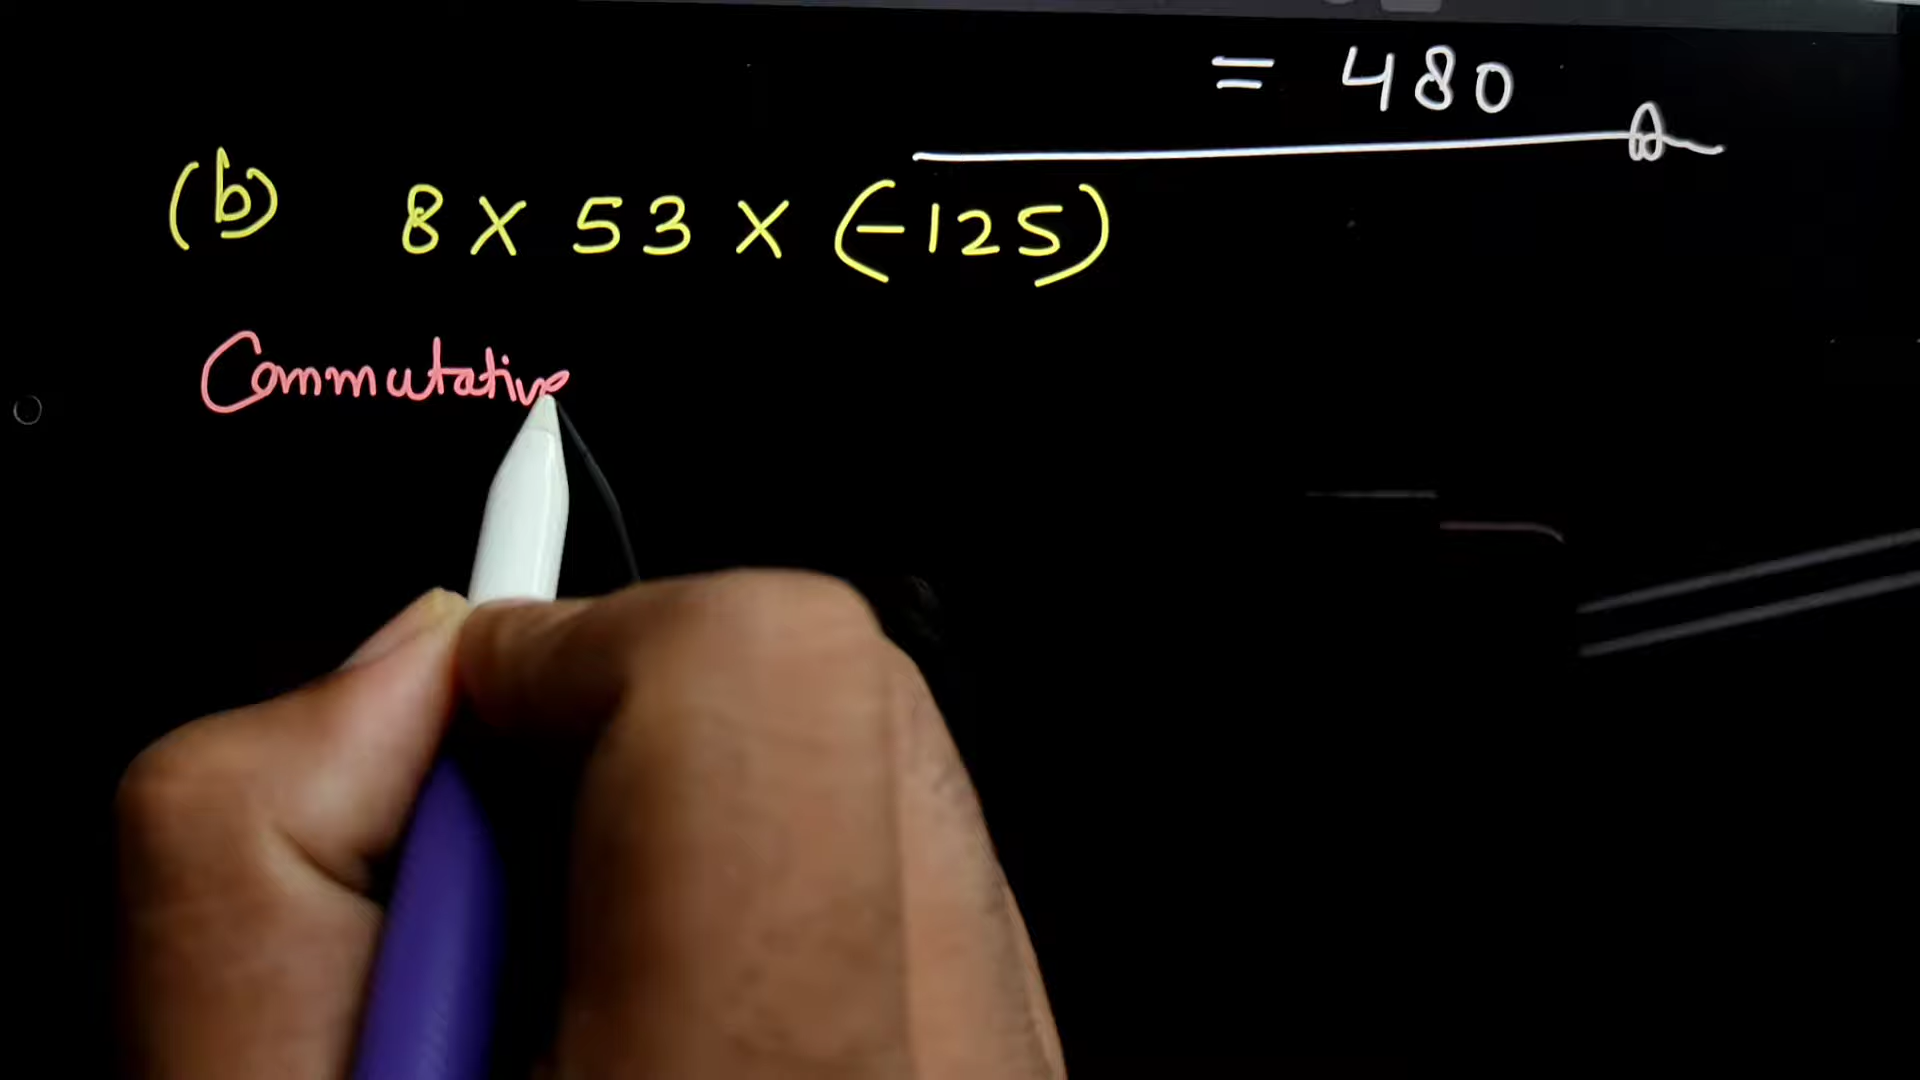 = 480
(b) 8 X 53 X (-125)
Commutative